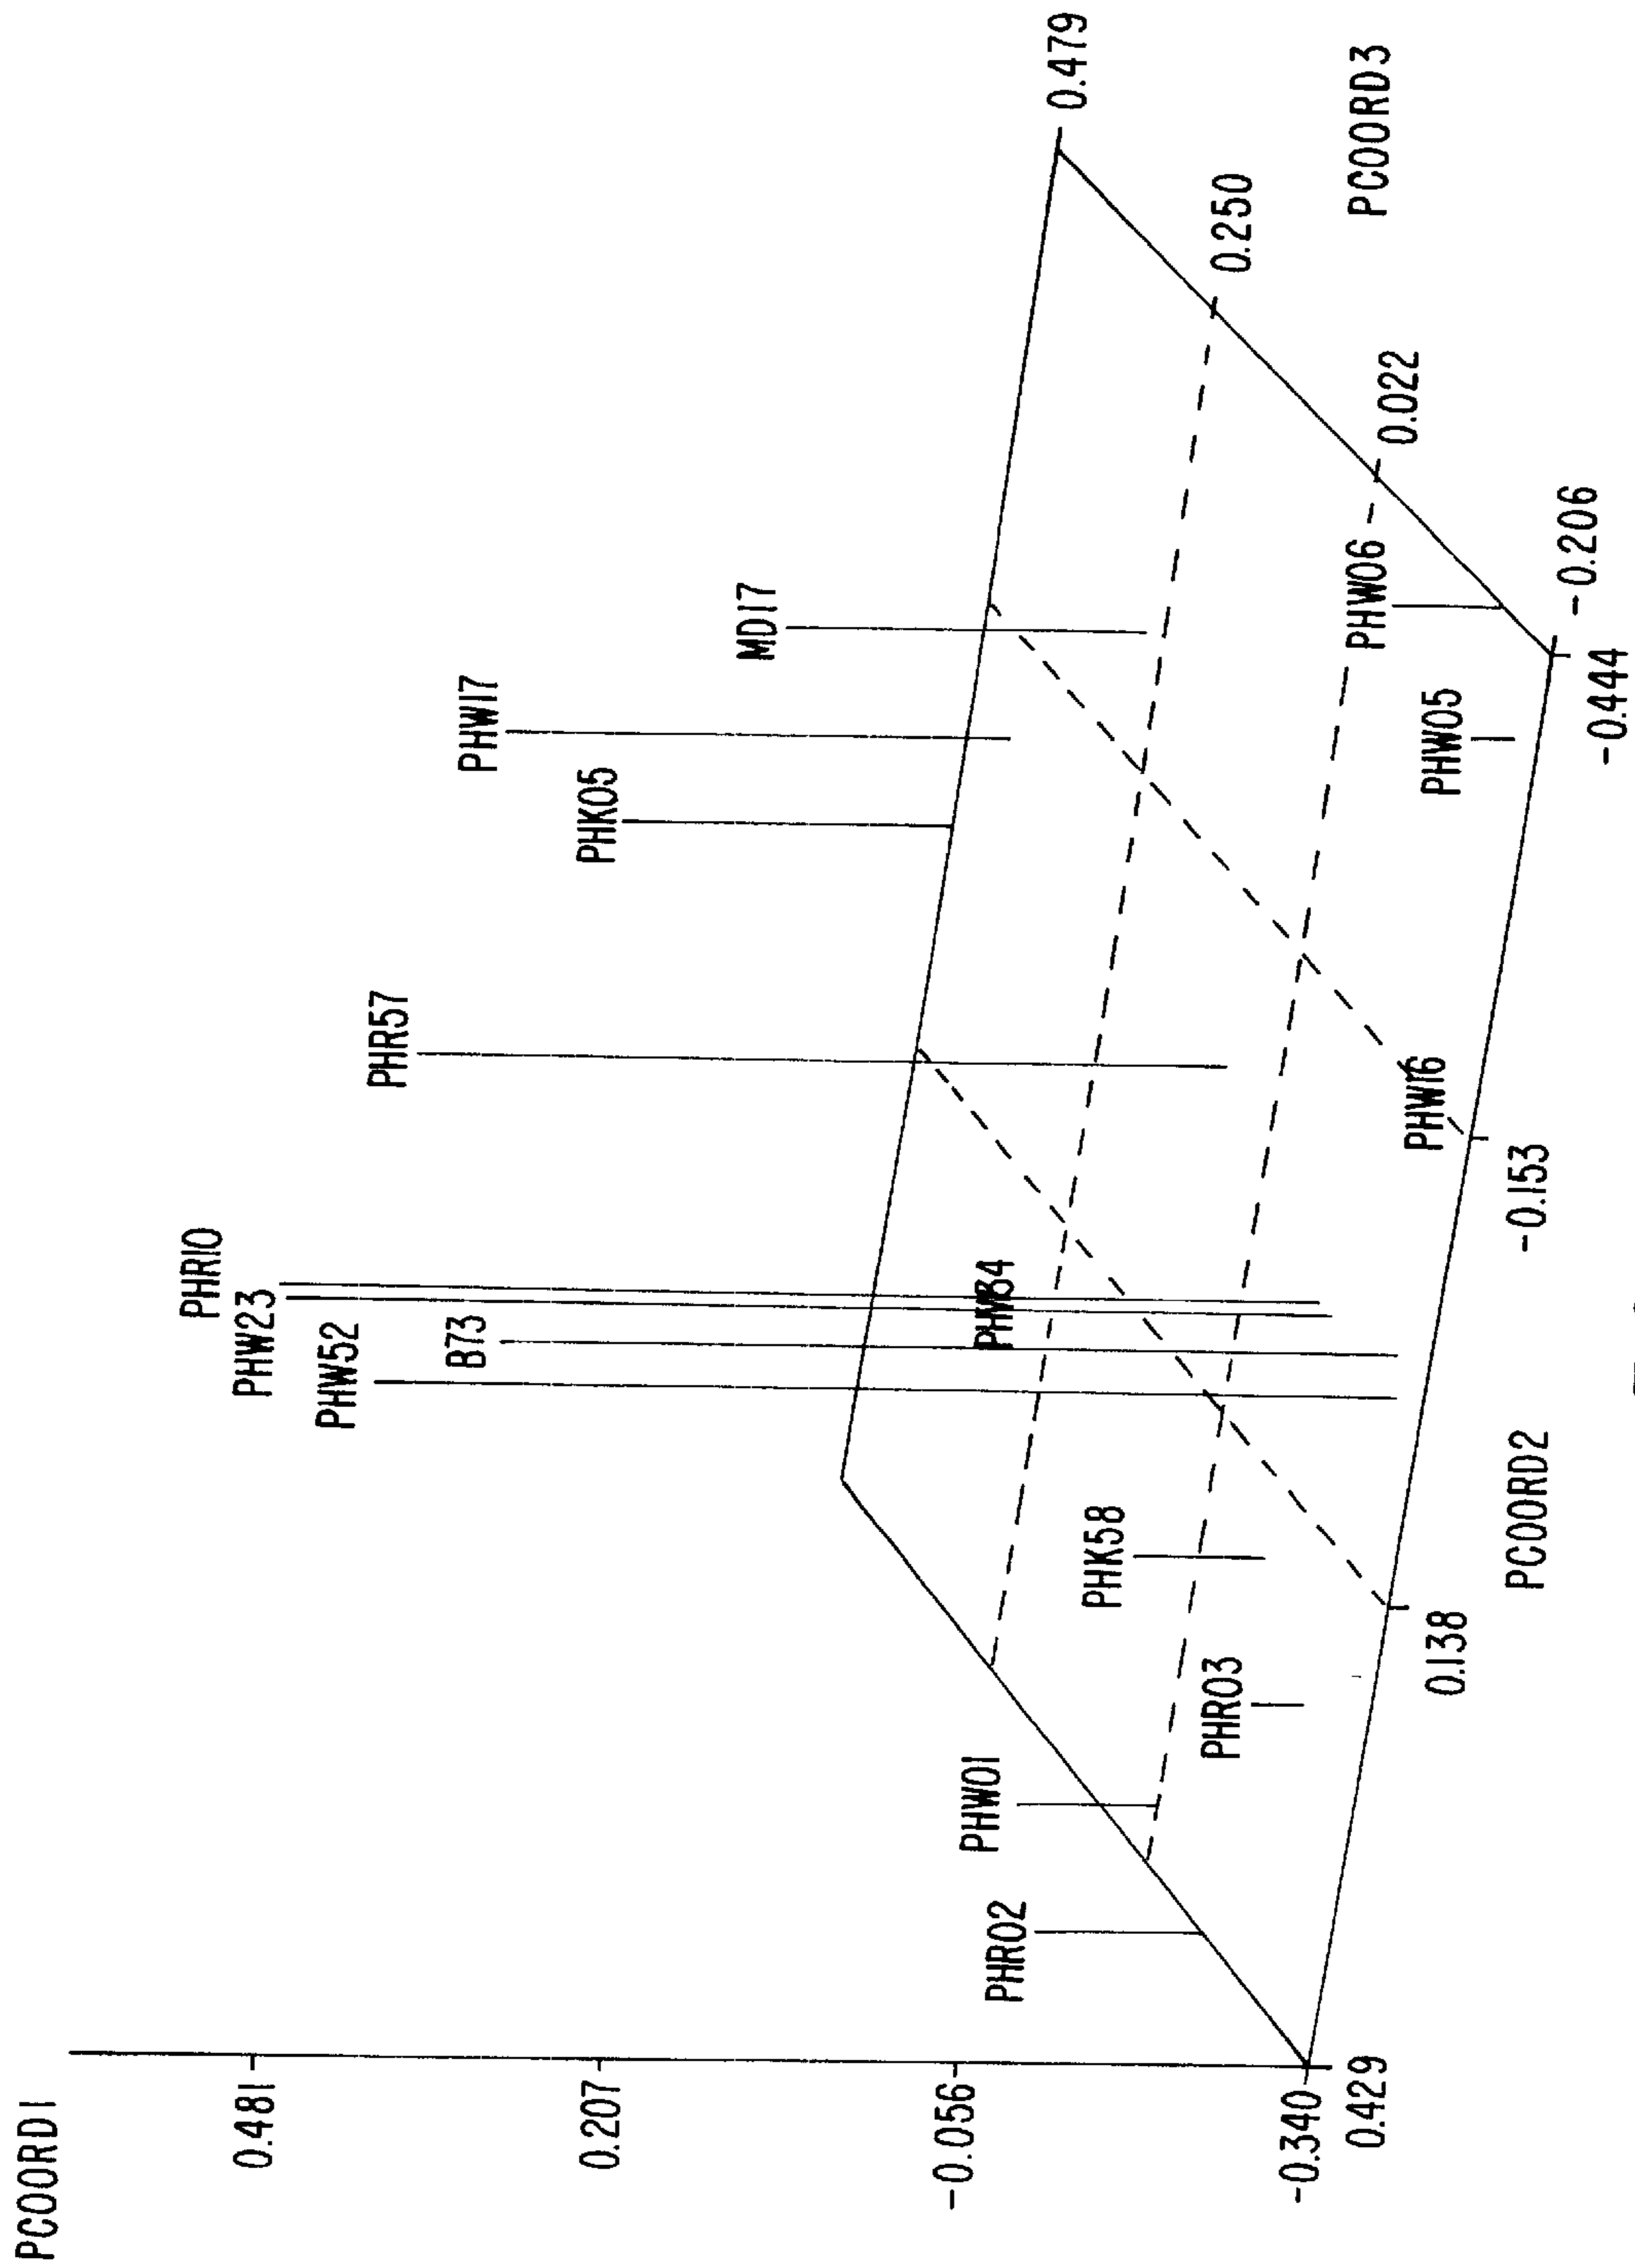 PCOORD1
0.481
0.207
-0.056
-0.340
0.429
0.138
-0.153
-0.444
PCOORD2
-0.206
0.022
0.250
0.479
PCOORD3
PHR10
PHW23
PHW52
B73
PHR57
PHW17
PHK05
MD17
PHR02
PHW01
PHR03
PHK58
PHW16
PHW05
PHW06